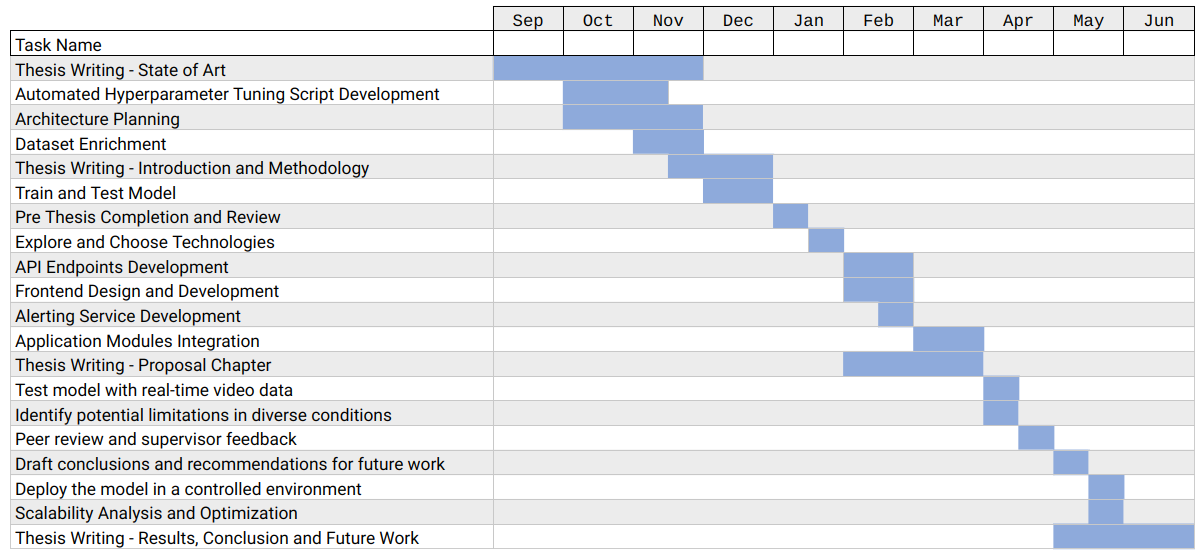 Sep Oct Nov Dec Jan Feb Mar Apr May Jun
Task Name
Thesis Writing - State of Art
Automated Hyperparameter Tuning Script Development
Architecture Planning
Dataset Enrichment
Thesis Writing - Introduction and Methodology
Train and Test Model
Pre Thesis Completion and Review
Explore and Choose Technologies
API Endpoints Development
Frontend Design and Development
Alerting Service Development
Application Modules Integration
Thesis Writing - Proposal Chapter
Test model with real-time video data
Identify potential limitations in diverse conditions
Peer review and supervisor feedback
Draft conclusions and recommendations for future work
Deploy the model in a controlled environment
Scalability Analysis and Optimization
Thesis Writing - Results, Conclusion and Future Work